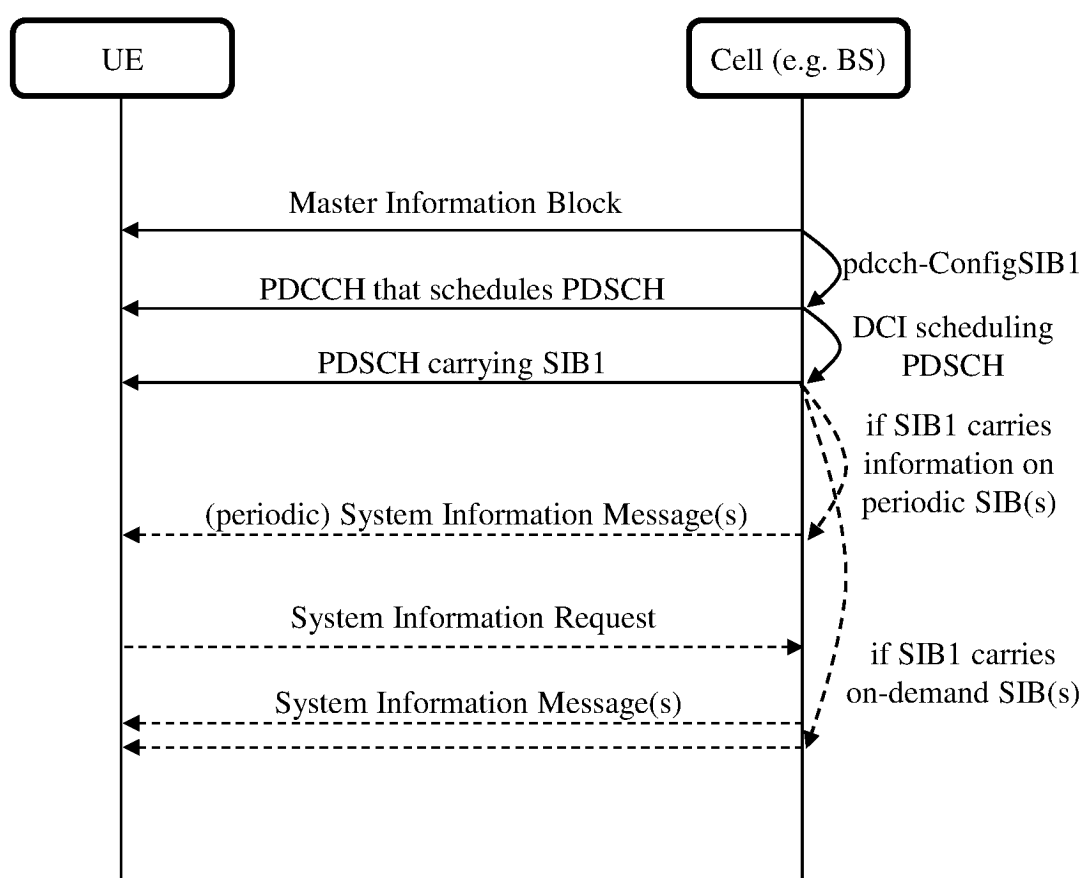 UE
Cell (e.g. BS)
Master Information Block
pdcch-ConfigSIB1
PDCCH that schedules PDSCH
DCI scheduling
PDSCH
PDSCH carrying SIB1
if SIB1 carries
information on
periodic SIB(s)
(periodic) System Information Message(s)
System Information Request
if SIB1 carries
on-demand SIB(s)
System Information Message(s)